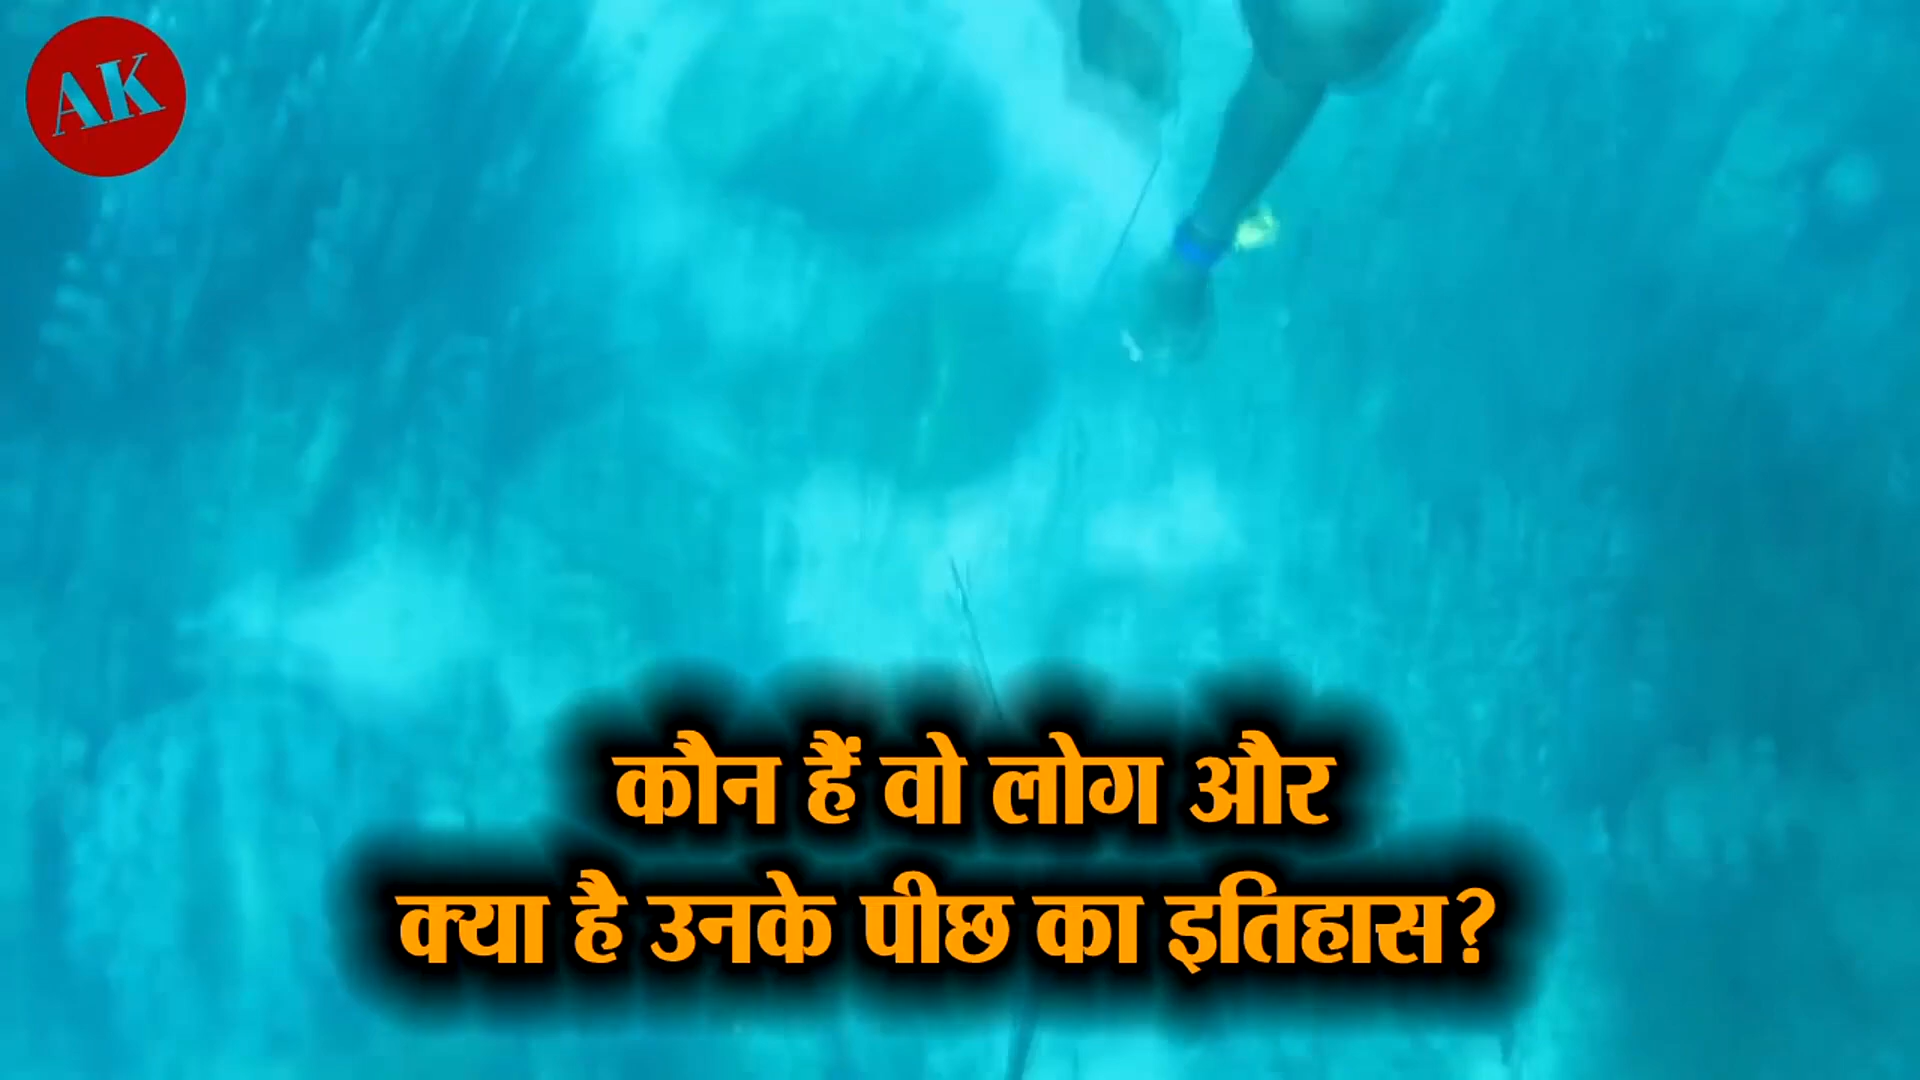 AK
कौन हैं वो लोग और
क्या है उनके पीछ का इतिहास?